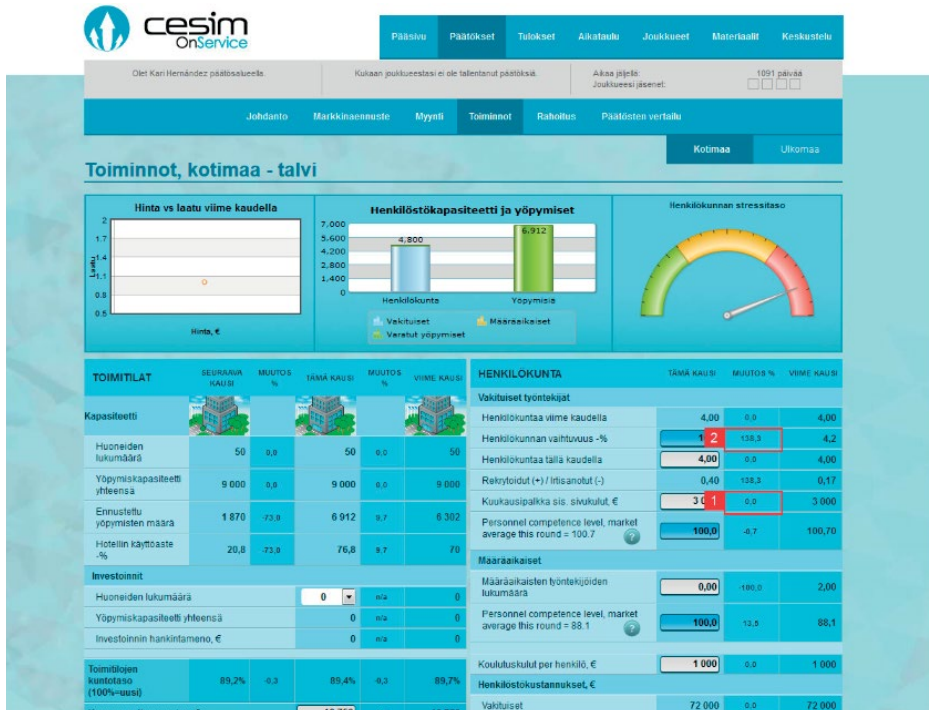 cesim
OnService
Pääsivu Päätökset Tulokset Aikataulu Joukkueet Materiaalit Keskustelu
Olet Kari Hernández päätösalueella.
Kukaan joukkueestasi ei ole tallentanut päätöksiä.
Aikaa jäljellä: 1091 päivää
Joukkueesi jäsenet:
Johdanto Markkinaennuste Myynti Toiminnot Rahoitus Päätösten vertailu
Kotimaa Ulkomaa
Toiminnot, kotimaa - talvi
Hinta vs laatu viime kaudella
2
1.7
1.4
1.1
0.8
0.5
Laatu
Hinta, €
Henkilöstökapasiteetti ja yöpymiset
7,000
5,600
4,200
2,800
1,400
0
4,800
6,912
Henkilökunta Yöpymisiä
Vakituiset Määräaikaiset
Varatut yöpymiset
Henkilökunnan stressitaso
TOIMITILAT SEURAAVA KAUSI MUUTOS % TÄMÄ KAUSI MUUTOS % VIIME KAUSI
Kapasiteetti
Huoneiden lukumäärä 50 0,0 50 0,0 50
Yöpymiskapasiteetti yhteensä 9 000 0,0 9 000 0,0 9 000
Ennustettu yöpymisten määrä 1 870 -73,0 6 912 9,7 6 302
Hotellin käyttöaste -% 20,8 -73,0 76,8 9,7 70
Investoinnit
Huoneiden lukumäärä 0 n/a 0
Yöpymiskapasiteetti yhteensä 0 n/a 0
Investoinnin hankintameno, € 0 n/a 0
Toimitilojen kuntotaso (100%=uusi) 89,2% -0,3 89,4% -0,3 89,7%
HENKILÖKUNTA TÄMÄ KAUSI MUUTOS % VIIME KAUSI
Vakituiset työntekijät
Henkilökuntaa viime kaudella 4,00 0,0 4,00
Henkilökunnan vaihtuvuus -% 2 138,3 4,2
Henkilökuntaa tällä kaudella 4,00 0,0 4,00
Rekrytoidut (+) / Irtisanotut (-) 0,40 138,3 0,17
Kuukausipalkka sis. sivukulut, € 3 0 1 0,0 3 000
Personnel competence level, market average this round = 100.7 ? 100,0 -0,7 100,70
Määräaikaiset
Määräaikaisten työntekijöiden lukumäärä 0,00 -100,0 2,00
Personnel competence level, market average this round = 88.1 ? 100,0 13,5 88,1
Koulutuskulut per henkilö, € 1 000 0,0 1 000
Henkilöstökustannukset, €
Vakituiset 72 000 0,0 72 000